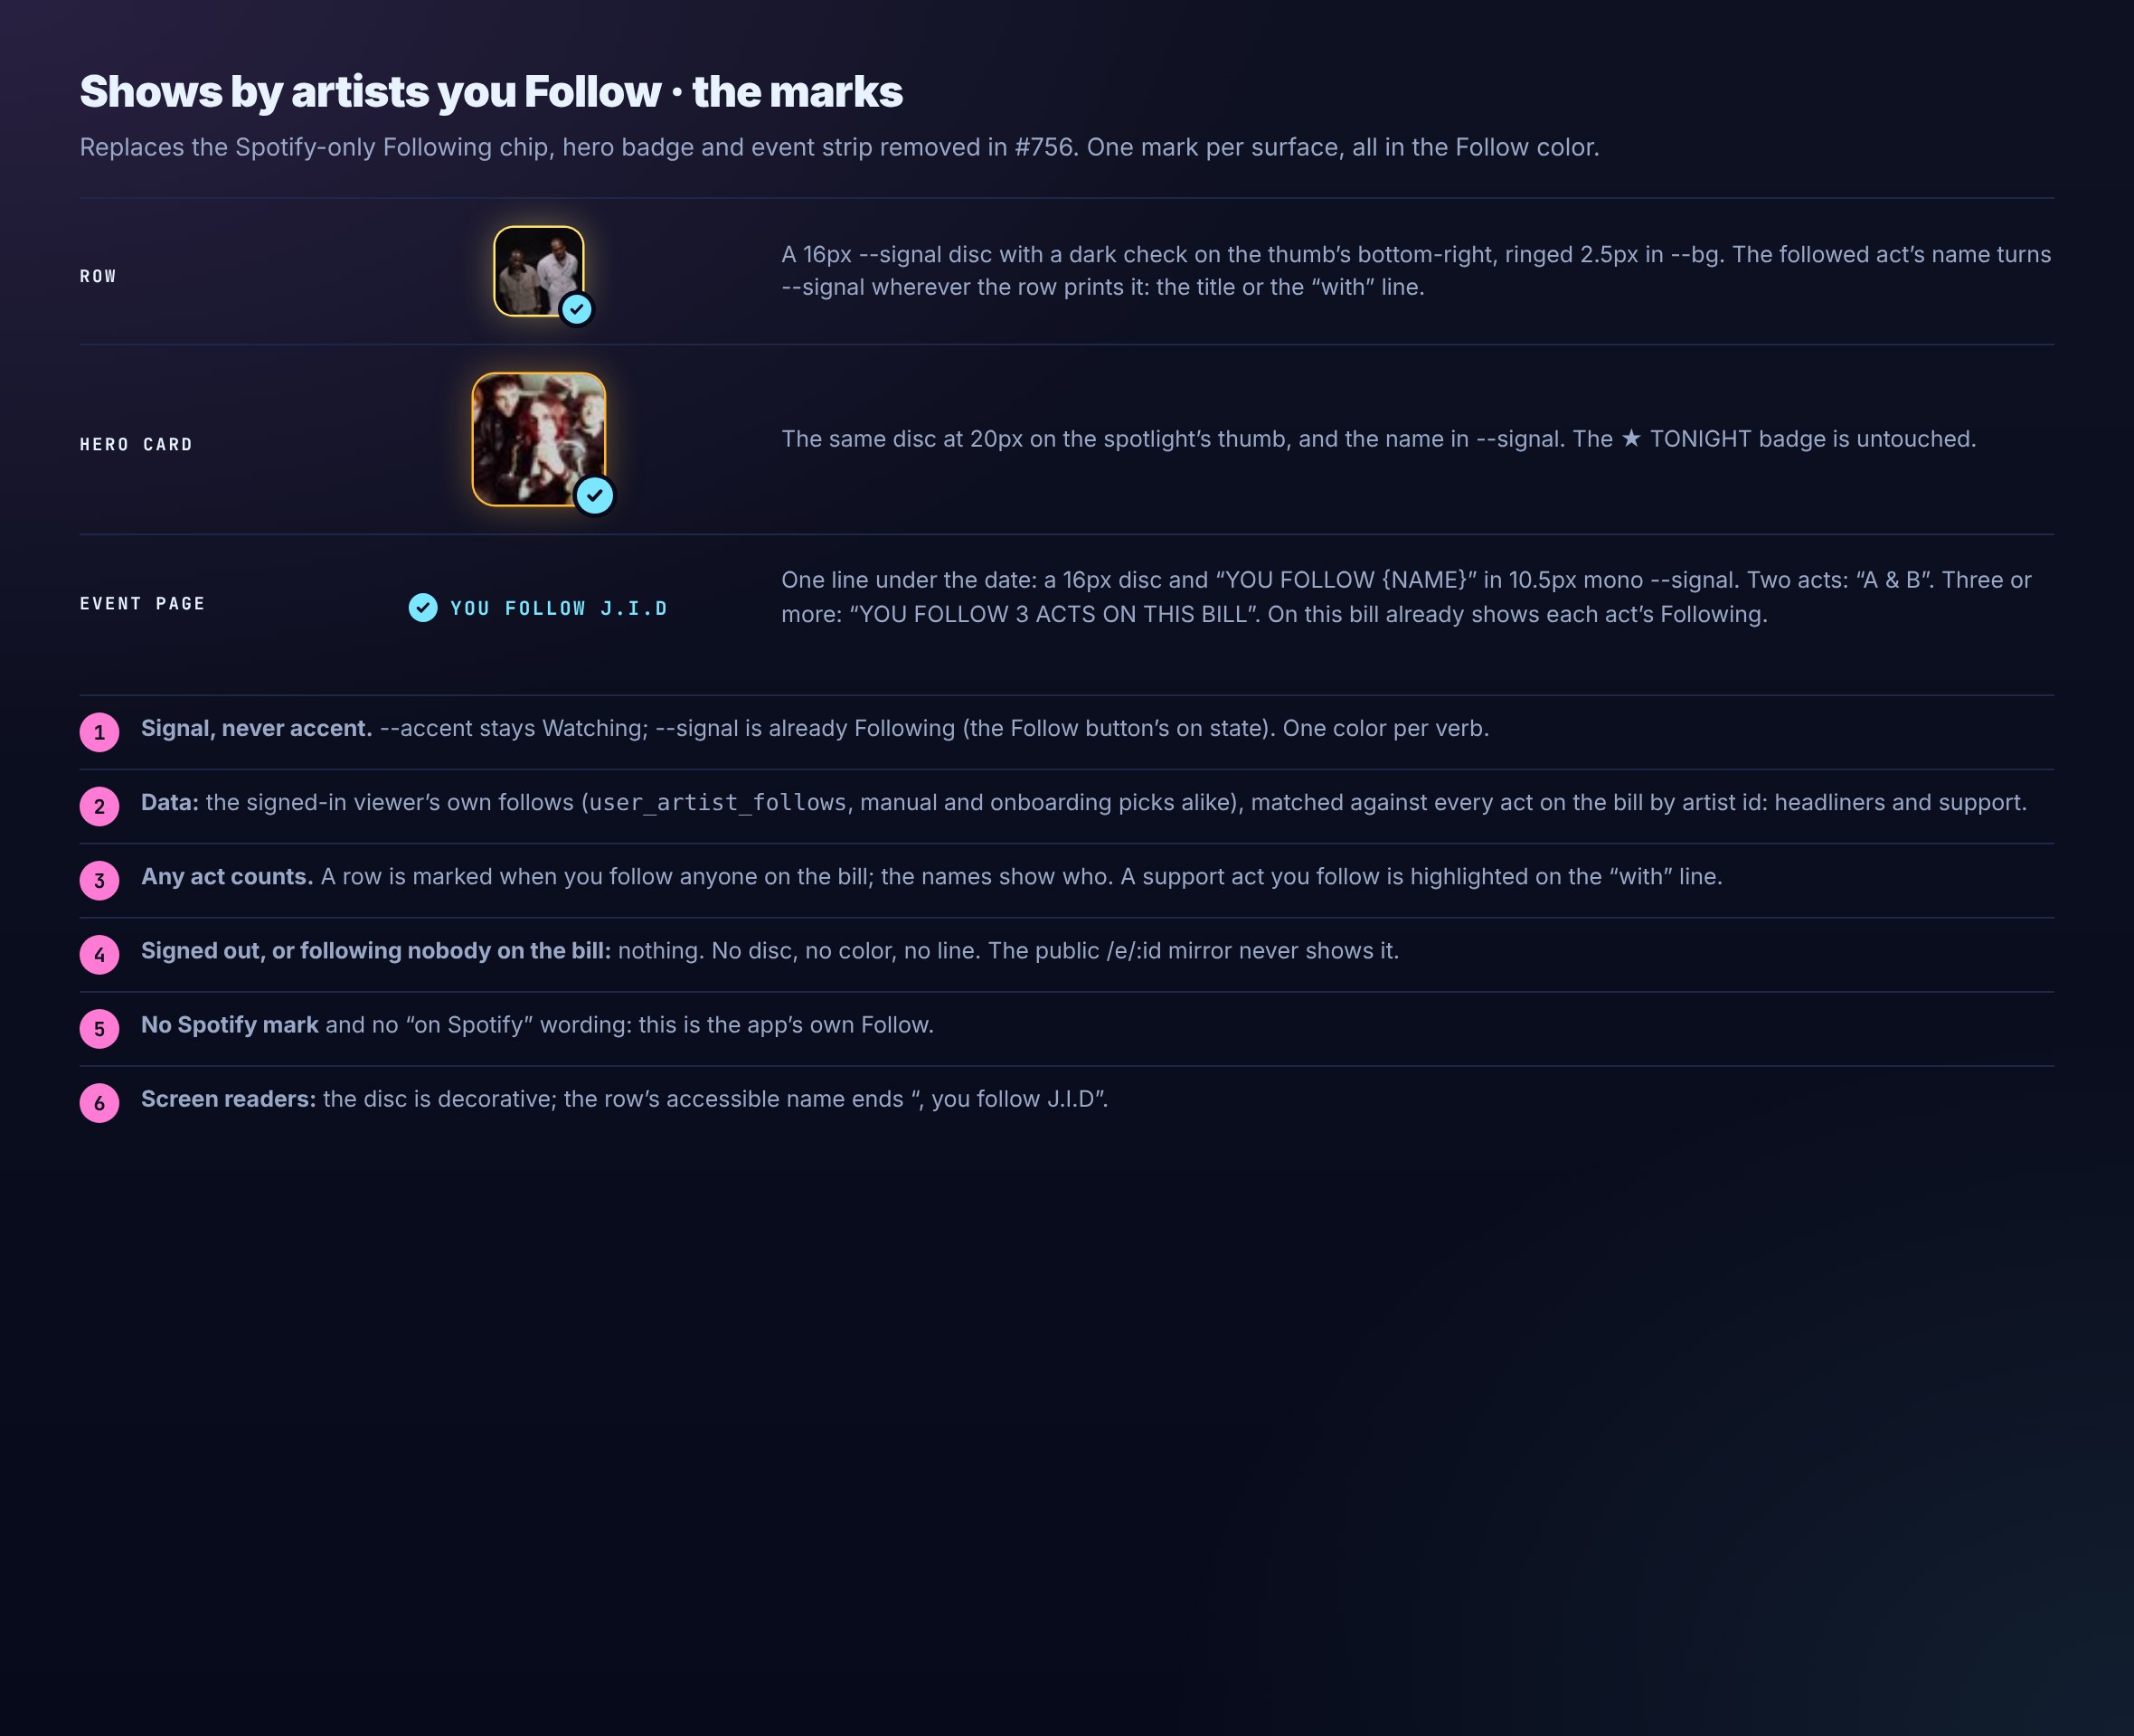 Shows by artists you Follow · the marks
Replaces the Spotify-only Following chip, hero badge and event strip removed in #756. One mark per surface, all in the Follow color.
ROW
A 16px --signal disc with a dark check on the thumb’s bottom-right, ringed 2.5px in --bg. The followed act’s name turns
--signal wherever the row prints it: the title or the “with” line.
HERO CARD
The same disc at 20px on the spotlight’s thumb, and the name in --signal. The ★ TONIGHT badge is untouched.
EVENT PAGE
YOU FOLLOW J.I.D
One line under the date: a 16px disc and “YOU FOLLOW {NAME}” in 10.5px mono --signal. Two acts: “A & B”. Three or
more: “YOU FOLLOW 3 ACTS ON THIS BILL”. On this bill already shows each act’s Following.
1 Signal, never accent. --accent stays Watching; --signal is already Following (the Follow button’s on state). One color per verb.
2 Data: the signed-in viewer’s own follows (user_artist_follows, manual and onboarding picks alike), matched against every act on the bill by artist id: headliners and support.
3 Any act counts. A row is marked when you follow anyone on the bill; the names show who. A support act you follow is highlighted on the “with” line.
4 Signed out, or following nobody on the bill: nothing. No disc, no color, no line. The public /e/:id mirror never shows it.
5 No Spotify mark and no “on Spotify” wording: this is the app’s own Follow.
6 Screen readers: the disc is decorative; the row’s accessible name ends “, you follow J.I.D”.